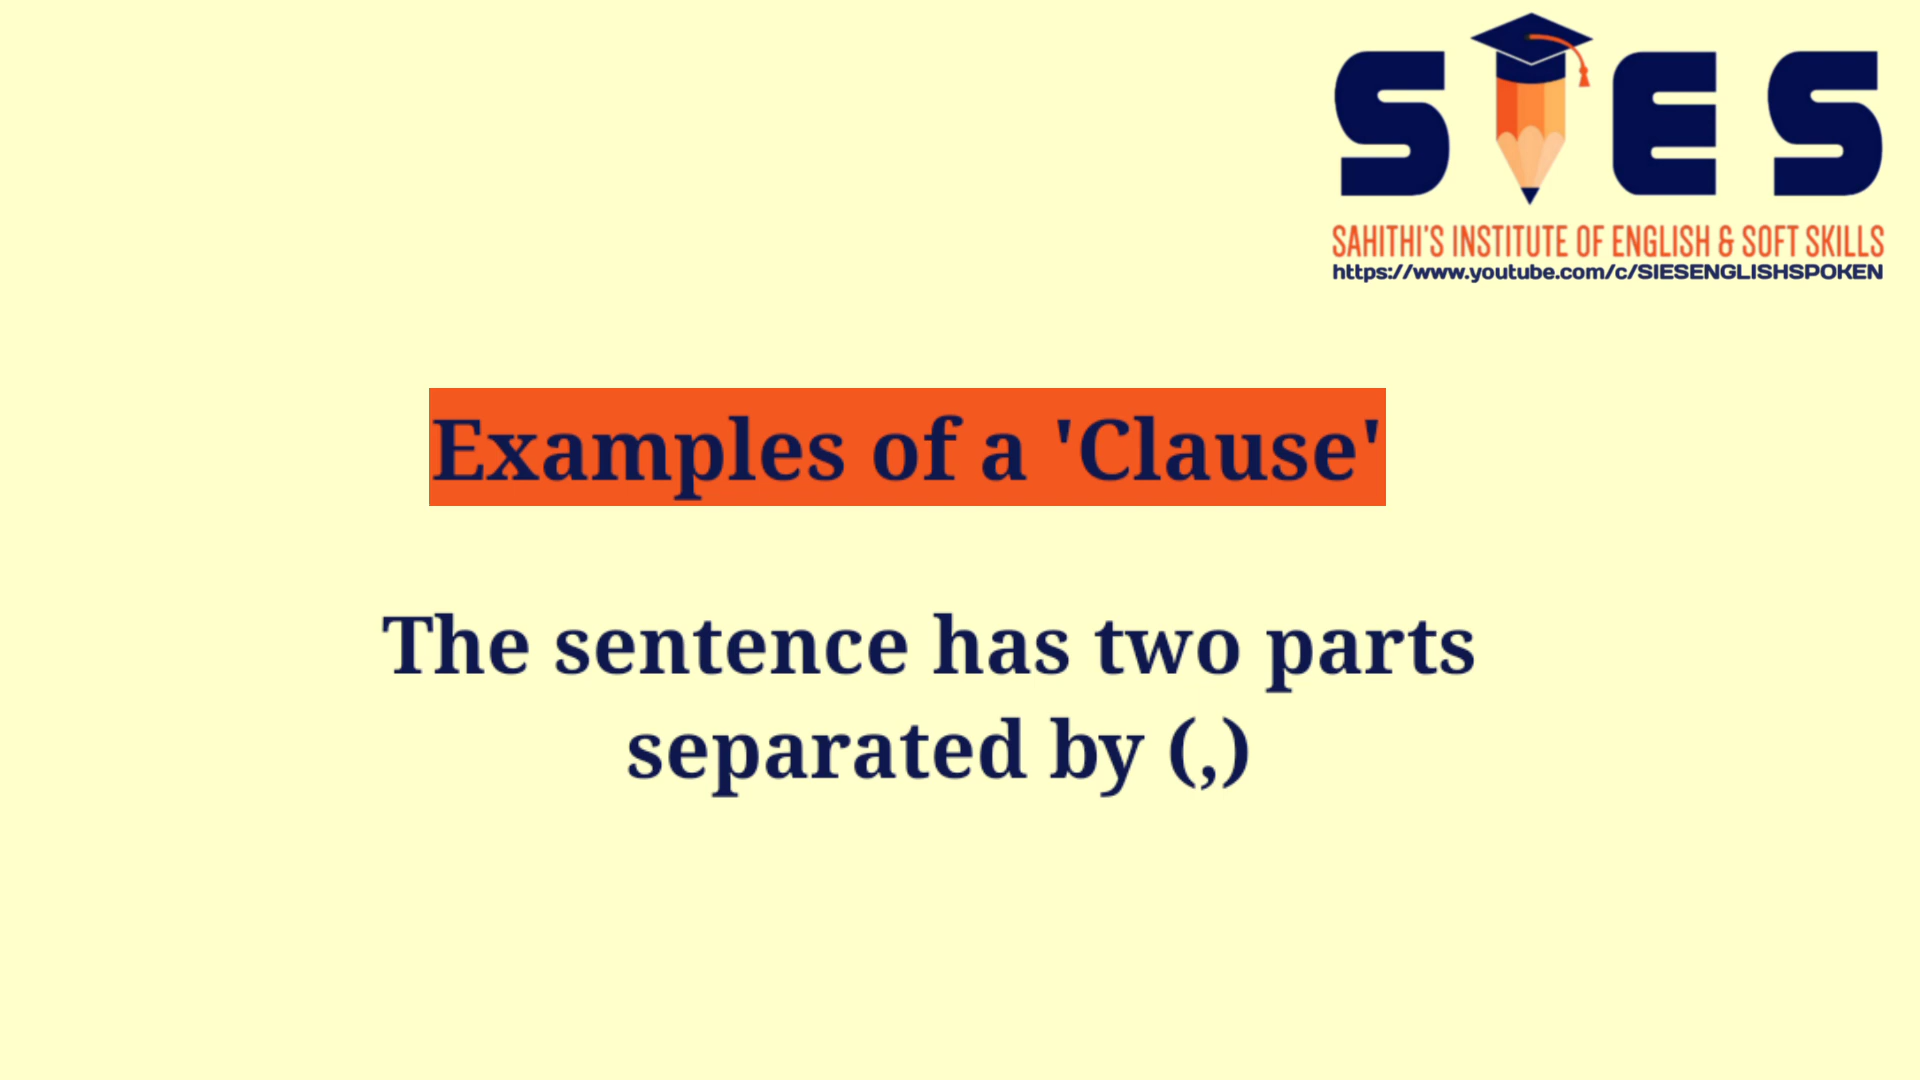 SIES
SAHITHI'S INSTITUTE OF ENGLISH & SOFT SKILLS
https://www.youtube.com/c/SIESENGLISHSPOKEN
Examples of a 'Clause'
The sentence has two parts
separated by (,)